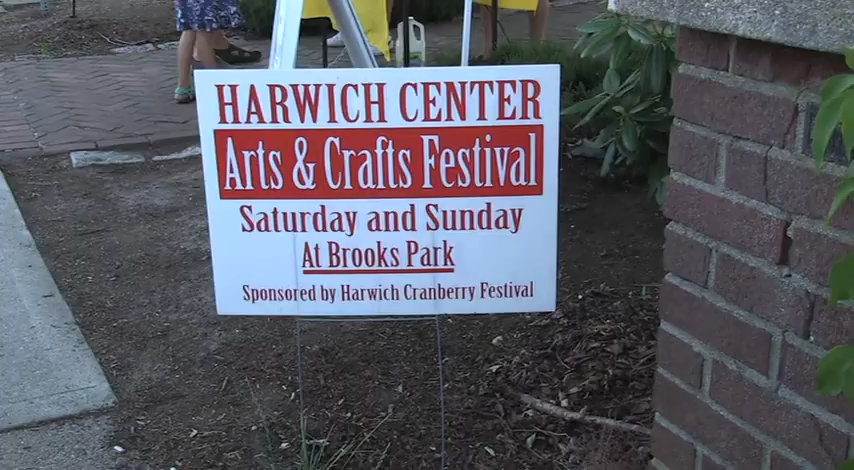 HARWICH CENTER
Arts & Crafts Festival
Saturday and Sunday
At Brooks Park
Sponsored by Harwich Cranberry Festival